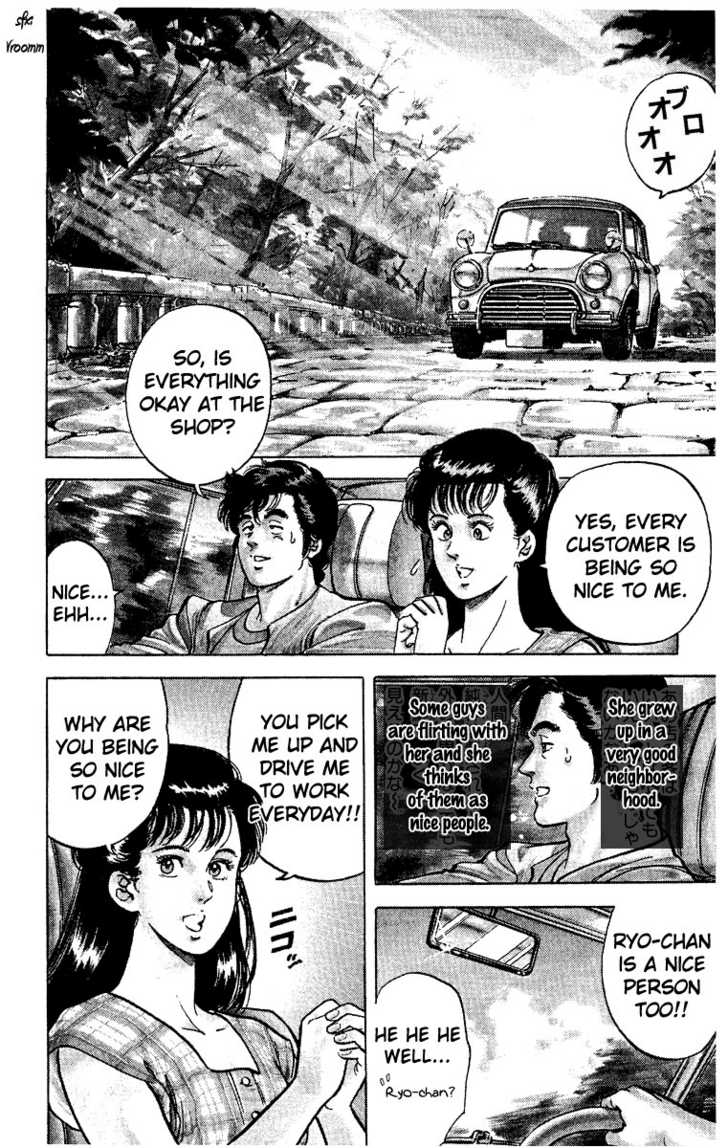 sfx
Vroomm
ブロ
オ
オ
オ
SO, IS
EVERYTHING
OKAY AT THE
SHOP?
YES, EVERY
CUSTOMER IS
BEING SO
NICE TO ME.
NICE...
EHH...
She grew
up in a
very good
neighbor-
hood.
Some guys
are flirting with
her and she
thinks
of them as
nice people.
YOU PICK
ME UP AND
DRIVE ME
TO WORK
EVERYDAY!!
WHY ARE
YOU BEING
SO NICE
TO ME?
ニコッ
RYO-CHAN
IS A NICE
PERSON
TOO!!
HE HE HE
WELL...
Ryo-chan?